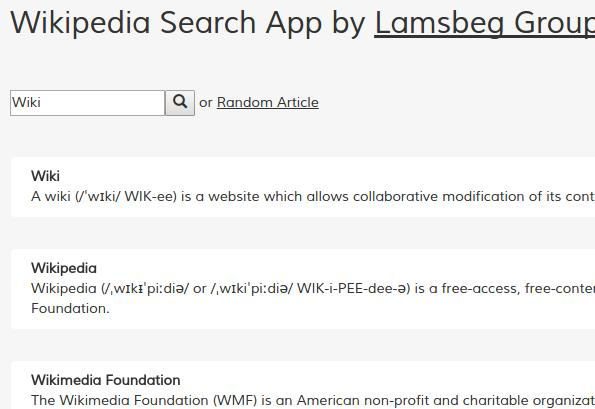 Wikipedia Search App by Lamsbeg Group
Wiki or Random Article
Wiki
A wiki (/ˈwɪki/ WIK-ee) is a website which allows collaborative modification of its cont
Wikipedia
Wikipedia (/ˌwɪkɨˈpiːdiə/ or /ˌwɪkiˈpiːdiə/ WIK-i-PEE-dee-ə) is a free-access, free-conte
Foundation.
Wikimedia Foundation
The Wikimedia Foundation (WMF) is an American non-profit and charitable organizat